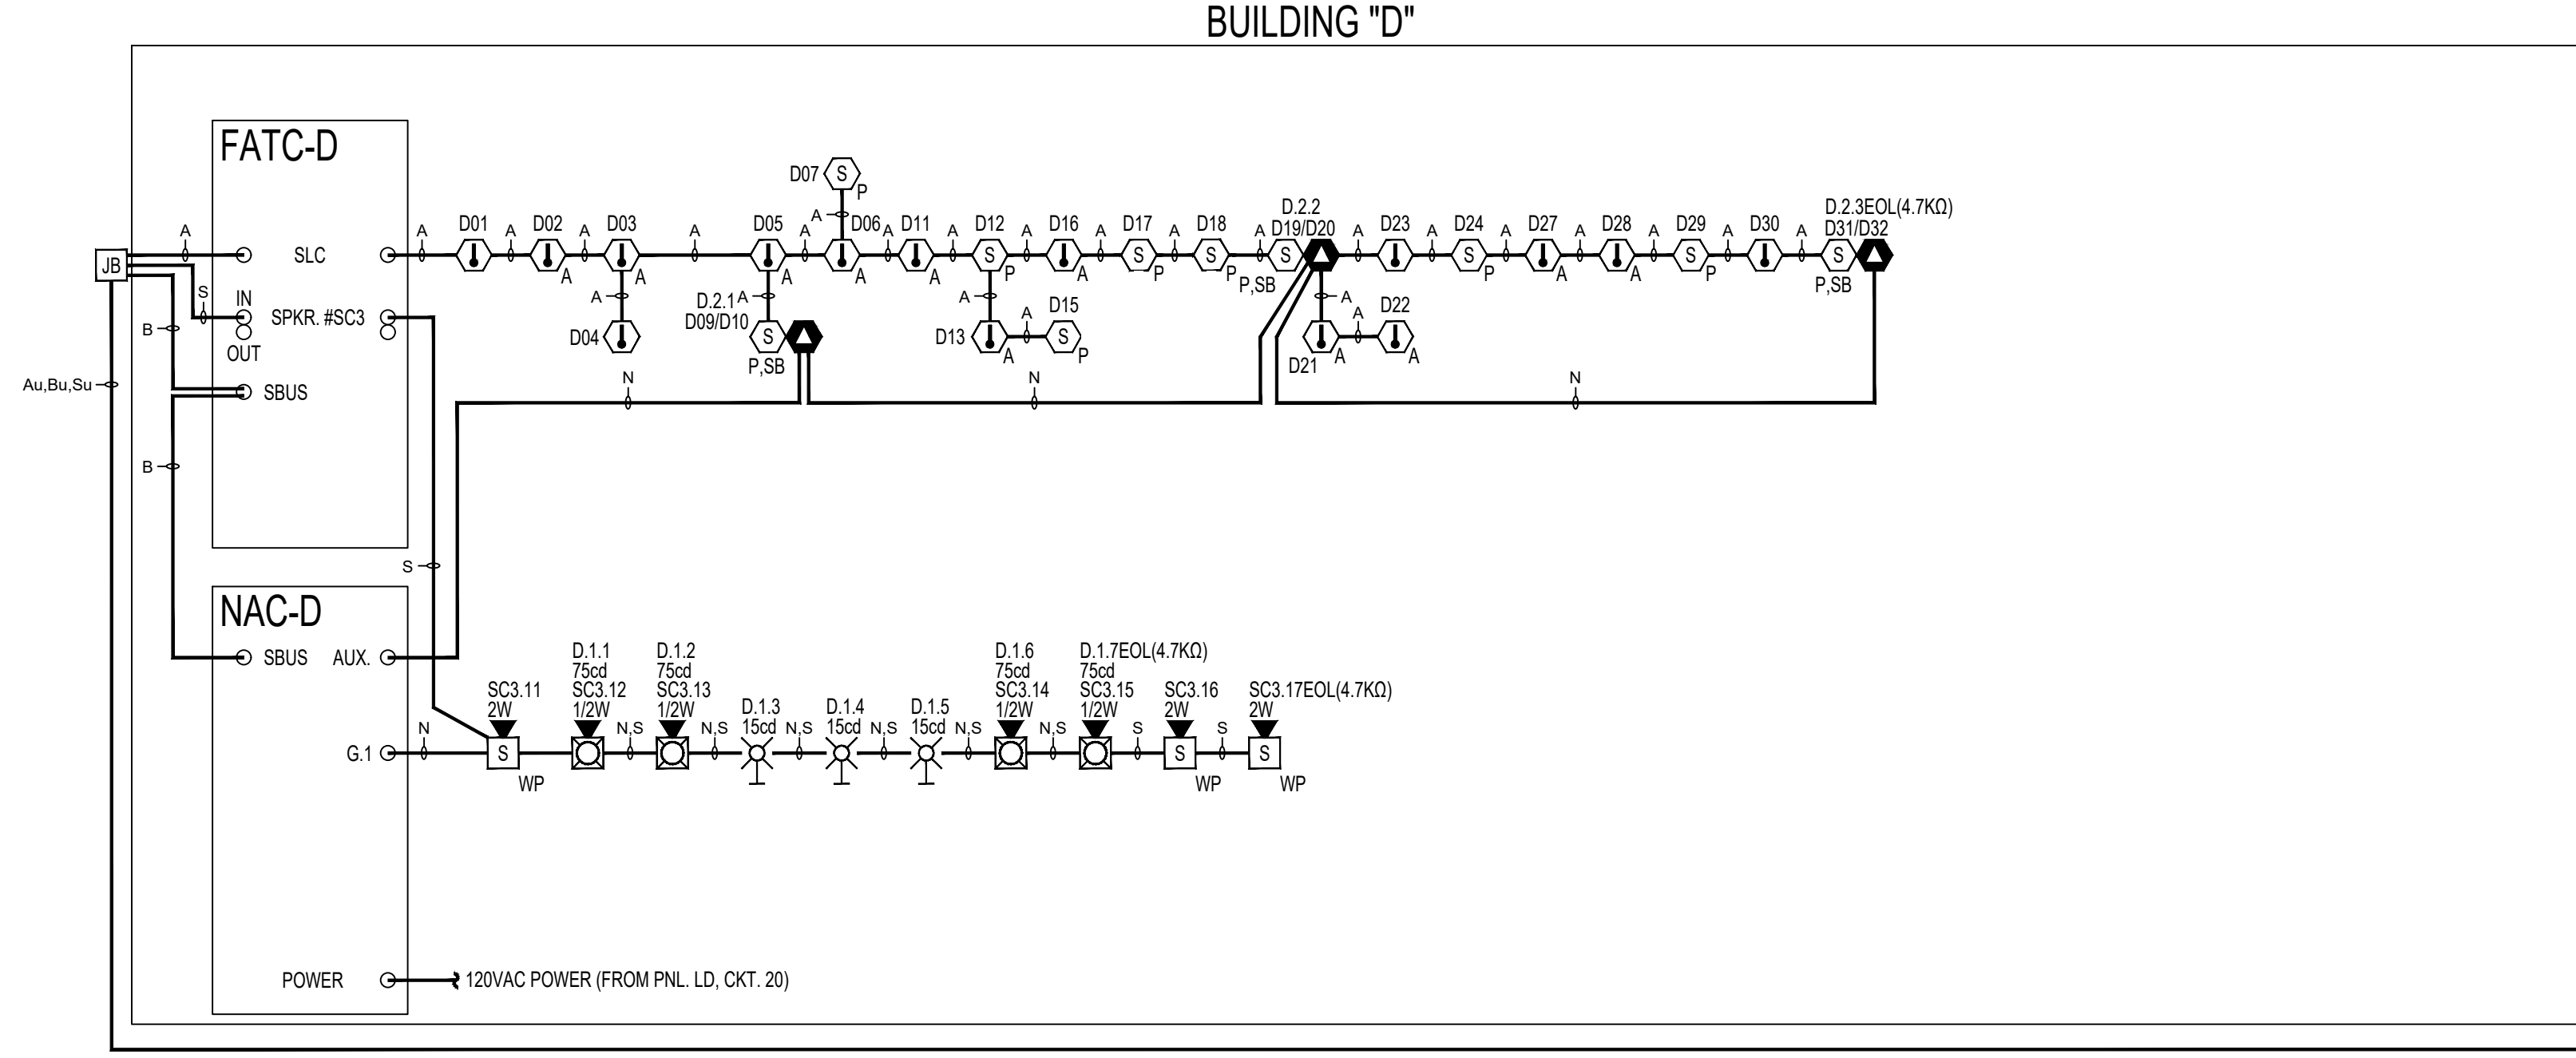 BUILDING "D"
FATC-D
JB
A
SLC
S
IN
SPKR. #SC3
OUT
B
SBUS
B
Au,Bu,Su
A
D01
A
D02
A
A
D03
A
A
D04
A
D05
A
A
D.2.1
D09/D10
P,SB
A
D07
P
A
D06
A
A
D11
A
A
D12
P
A
D13
A
A
D15
P
A
D16
A
A
D17
P
A
D18
P
A
D.2.2
D19/D20
P,SB
A
D21
A
A
D22
A
A
D23
A
D24
P
A
D27
A
A
D28
A
A
D29
P
A
D30
A
D.2.3EOL(4.7KΩ)
D31/D32
P,SB
S
S
S
S
S
S
S
S
S
S
N
N
N
S
NAC-D
SBUS
AUX.
G.1
N
SC3.11
2W
S
WP
D.1.1
75cd
SC3.12
1/2W
N,S
D.1.2
75cd
SC3.13
1/2W
N,S
D.1.3
15cd
N,S
D.1.4
15cd
N,S
D.1.5
15cd
N,S
D.1.6
75cd
SC3.14
1/2W
N,S
D.1.7EOL(4.7KΩ)
75cd
SC3.15
1/2W
S
SC3.16
2W
S
WP
S
SC3.17EOL(4.7KΩ)
2W
S
WP
POWER
120VAC POWER (FROM PNL. LD, CKT. 20)